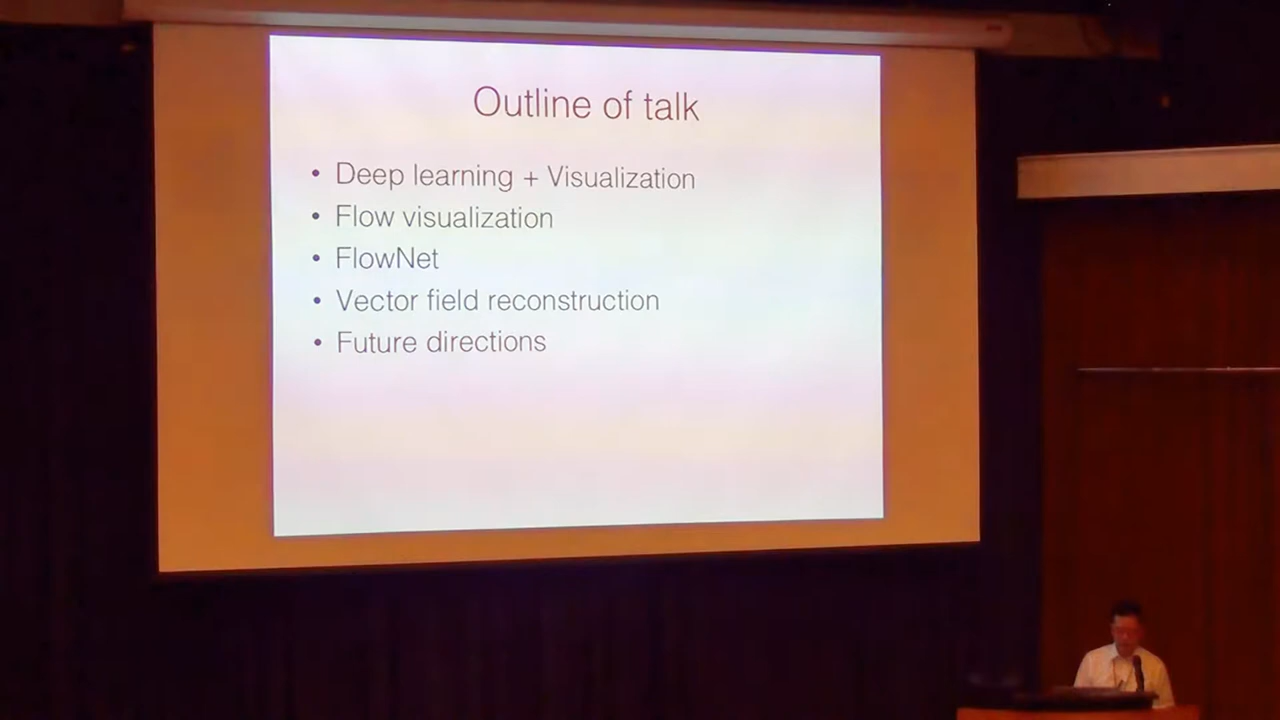 Outline of talk
• Deep learning + Visualization
• Flow visualization
• FlowNet
• Vector field reconstruction
• Future directions